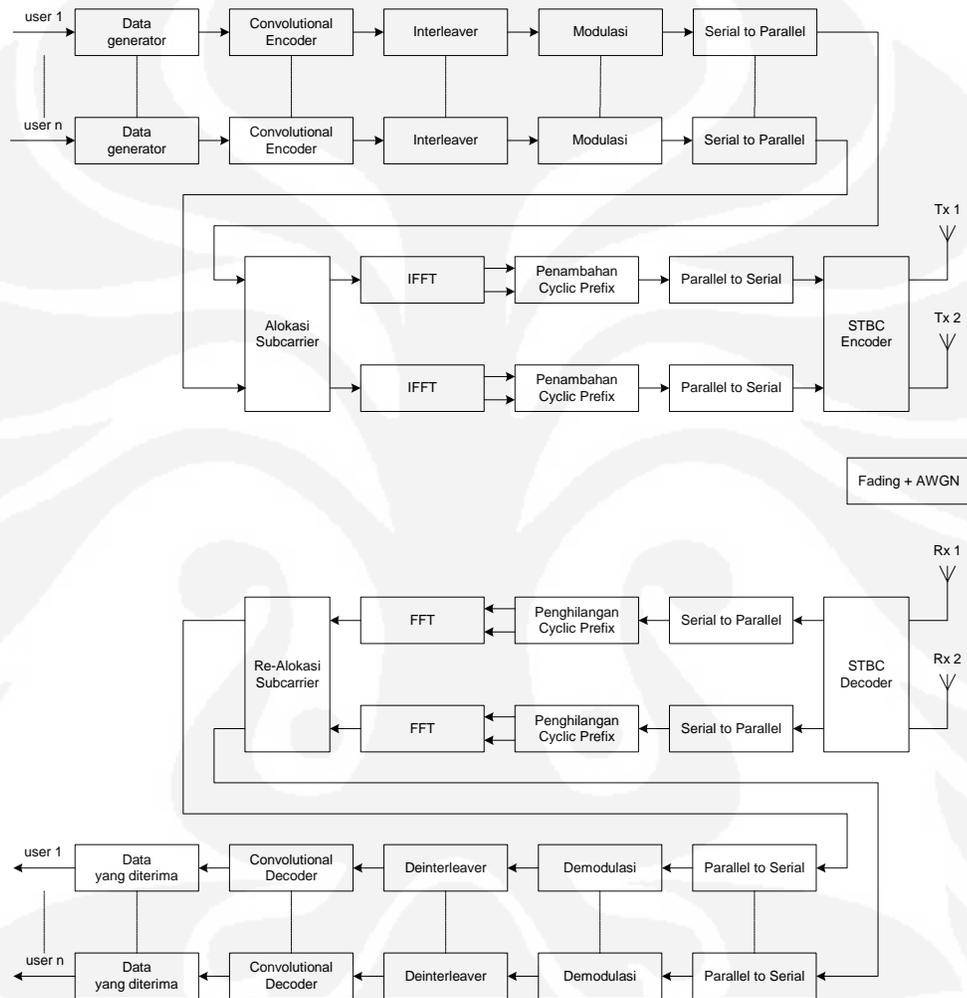 user 1
Data
generator
Convolutional
Encoder
Interleaver
Modulasi
Serial to Parallel
user n
Data
generator
Convolutional
Encoder
Interleaver
Modulasi
Serial to Parallel
Tx 1
Alokasi
Subcarrier
IFFT
Penambahan
Cyclic Prefix
Parallel to Serial
STBC
Encoder
Tx 2
IFFT
Penambahan
Cyclic Prefix
Parallel to Serial
Fading + AWGN
Rx 1
Re-Alokasi
Subcarrier
FFT
Penghilangan
Cyclic Prefix
Serial to Parallel
STBC
Decoder
Rx 2
FFT
Penghilangan
Cyclic Prefix
Serial to Parallel
user 1
Data
yang diterima
Convolutional
Decoder
Deinterleaver
Demodulasi
Parallel to Serial
user n
Data
yang diterima
Convolutional
Decoder
Deinterleaver
Demodulasi
Parallel to Serial